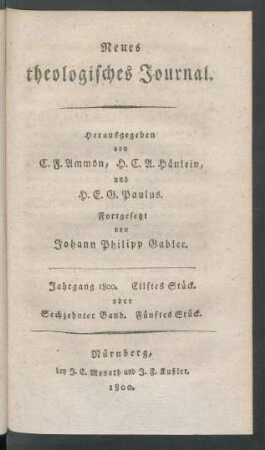 Neues
theologisches Journal.
Herausgegeben
von
C. F. Ammon, H. C. A. Hänlein,
und
H. E. G. Paulus.
Fortgesetzt
von
Johann Philipp Gabler.
Jahrgang 1800. Eilftes Stück.
oder
Sechzehnter Band. Fünftes Stück.
Nürnberg,
bey J. C. Monath und J. F. Kußler.
1800.